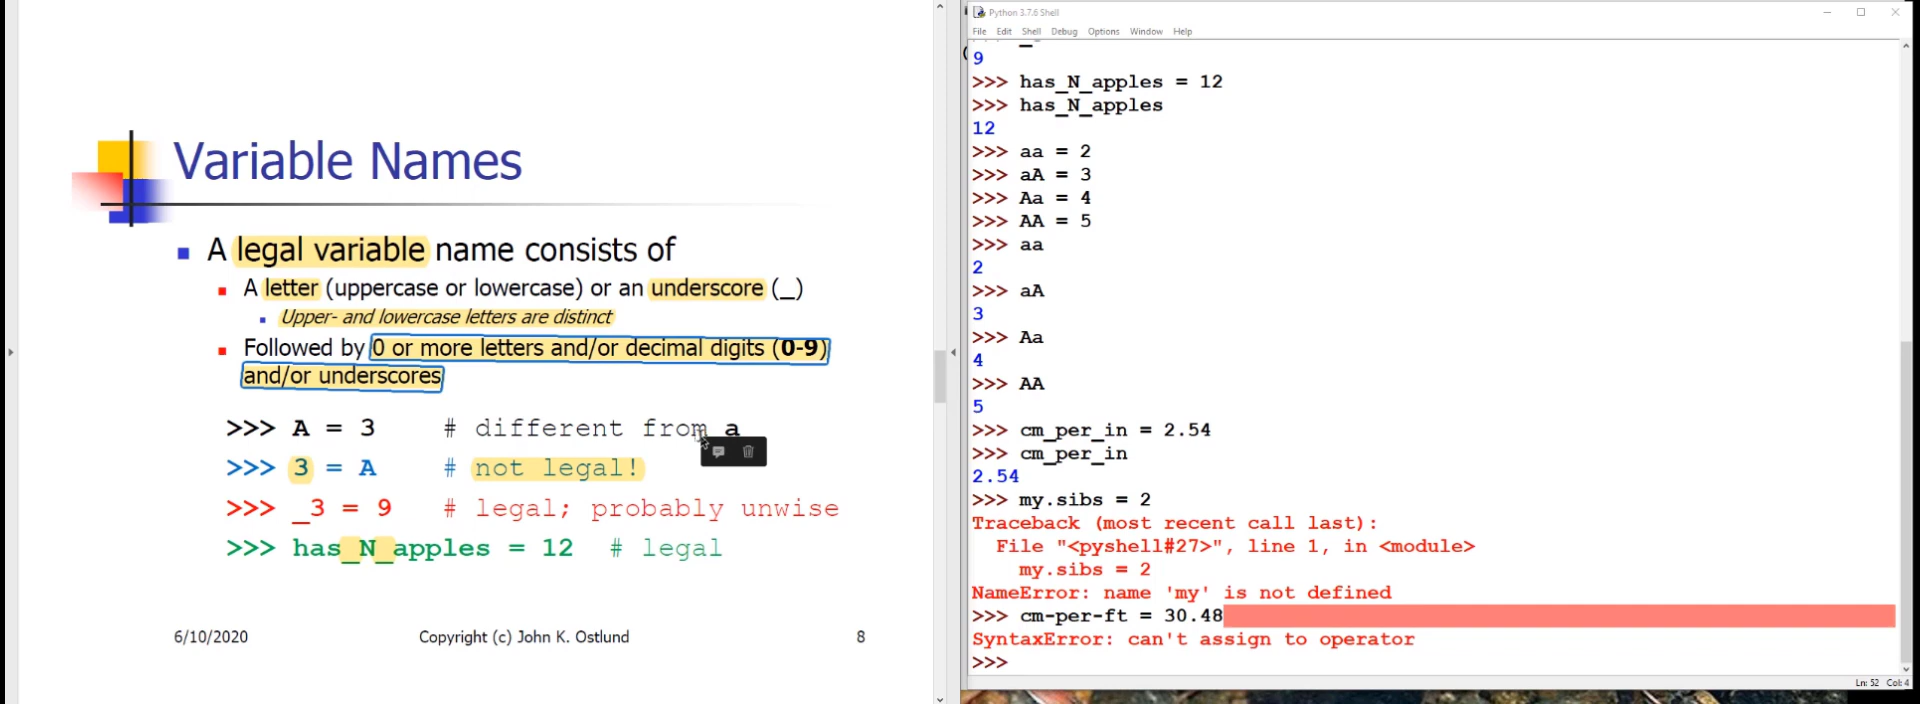 Variable Names
A legal variable name consists of
A letter (uppercase or lowercase) or an underscore (_)
Upper- and lowercase letters are distinct
Followed by 0 or more letters and/or decimal digits (0-9)
and/or underscores
>>> A = 3 # different from a
>>> 3 = A # not legal!
>>> _3 = 9 # legal; probably unwise
>>> has_N_apples = 12 # legal
6/10/2020 Copyright (c) John K. Ostlund 8
Python 3.7.6 Shell
File Edit Shell Debug Options Window Help
9
>>> has_N_apples = 12
>>> has_N_apples
12
>>> aa = 2
>>> aA = 3
>>> Aa = 4
>>> AA = 5
>>> aa
2
>>> aA
3
>>> Aa
4
>>> AA
5
>>> cm_per_in = 2.54
>>> cm_per_in
2.54
>>> my.sibs = 2
Traceback (most recent call last):
File "<pyshell#27>", line 1, in <module>
my.sibs = 2
NameError: name 'my' is not defined
>>> cm-per-ft = 30.48
SyntaxError: can't assign to operator
>>>
Ln: 52 Col: 4